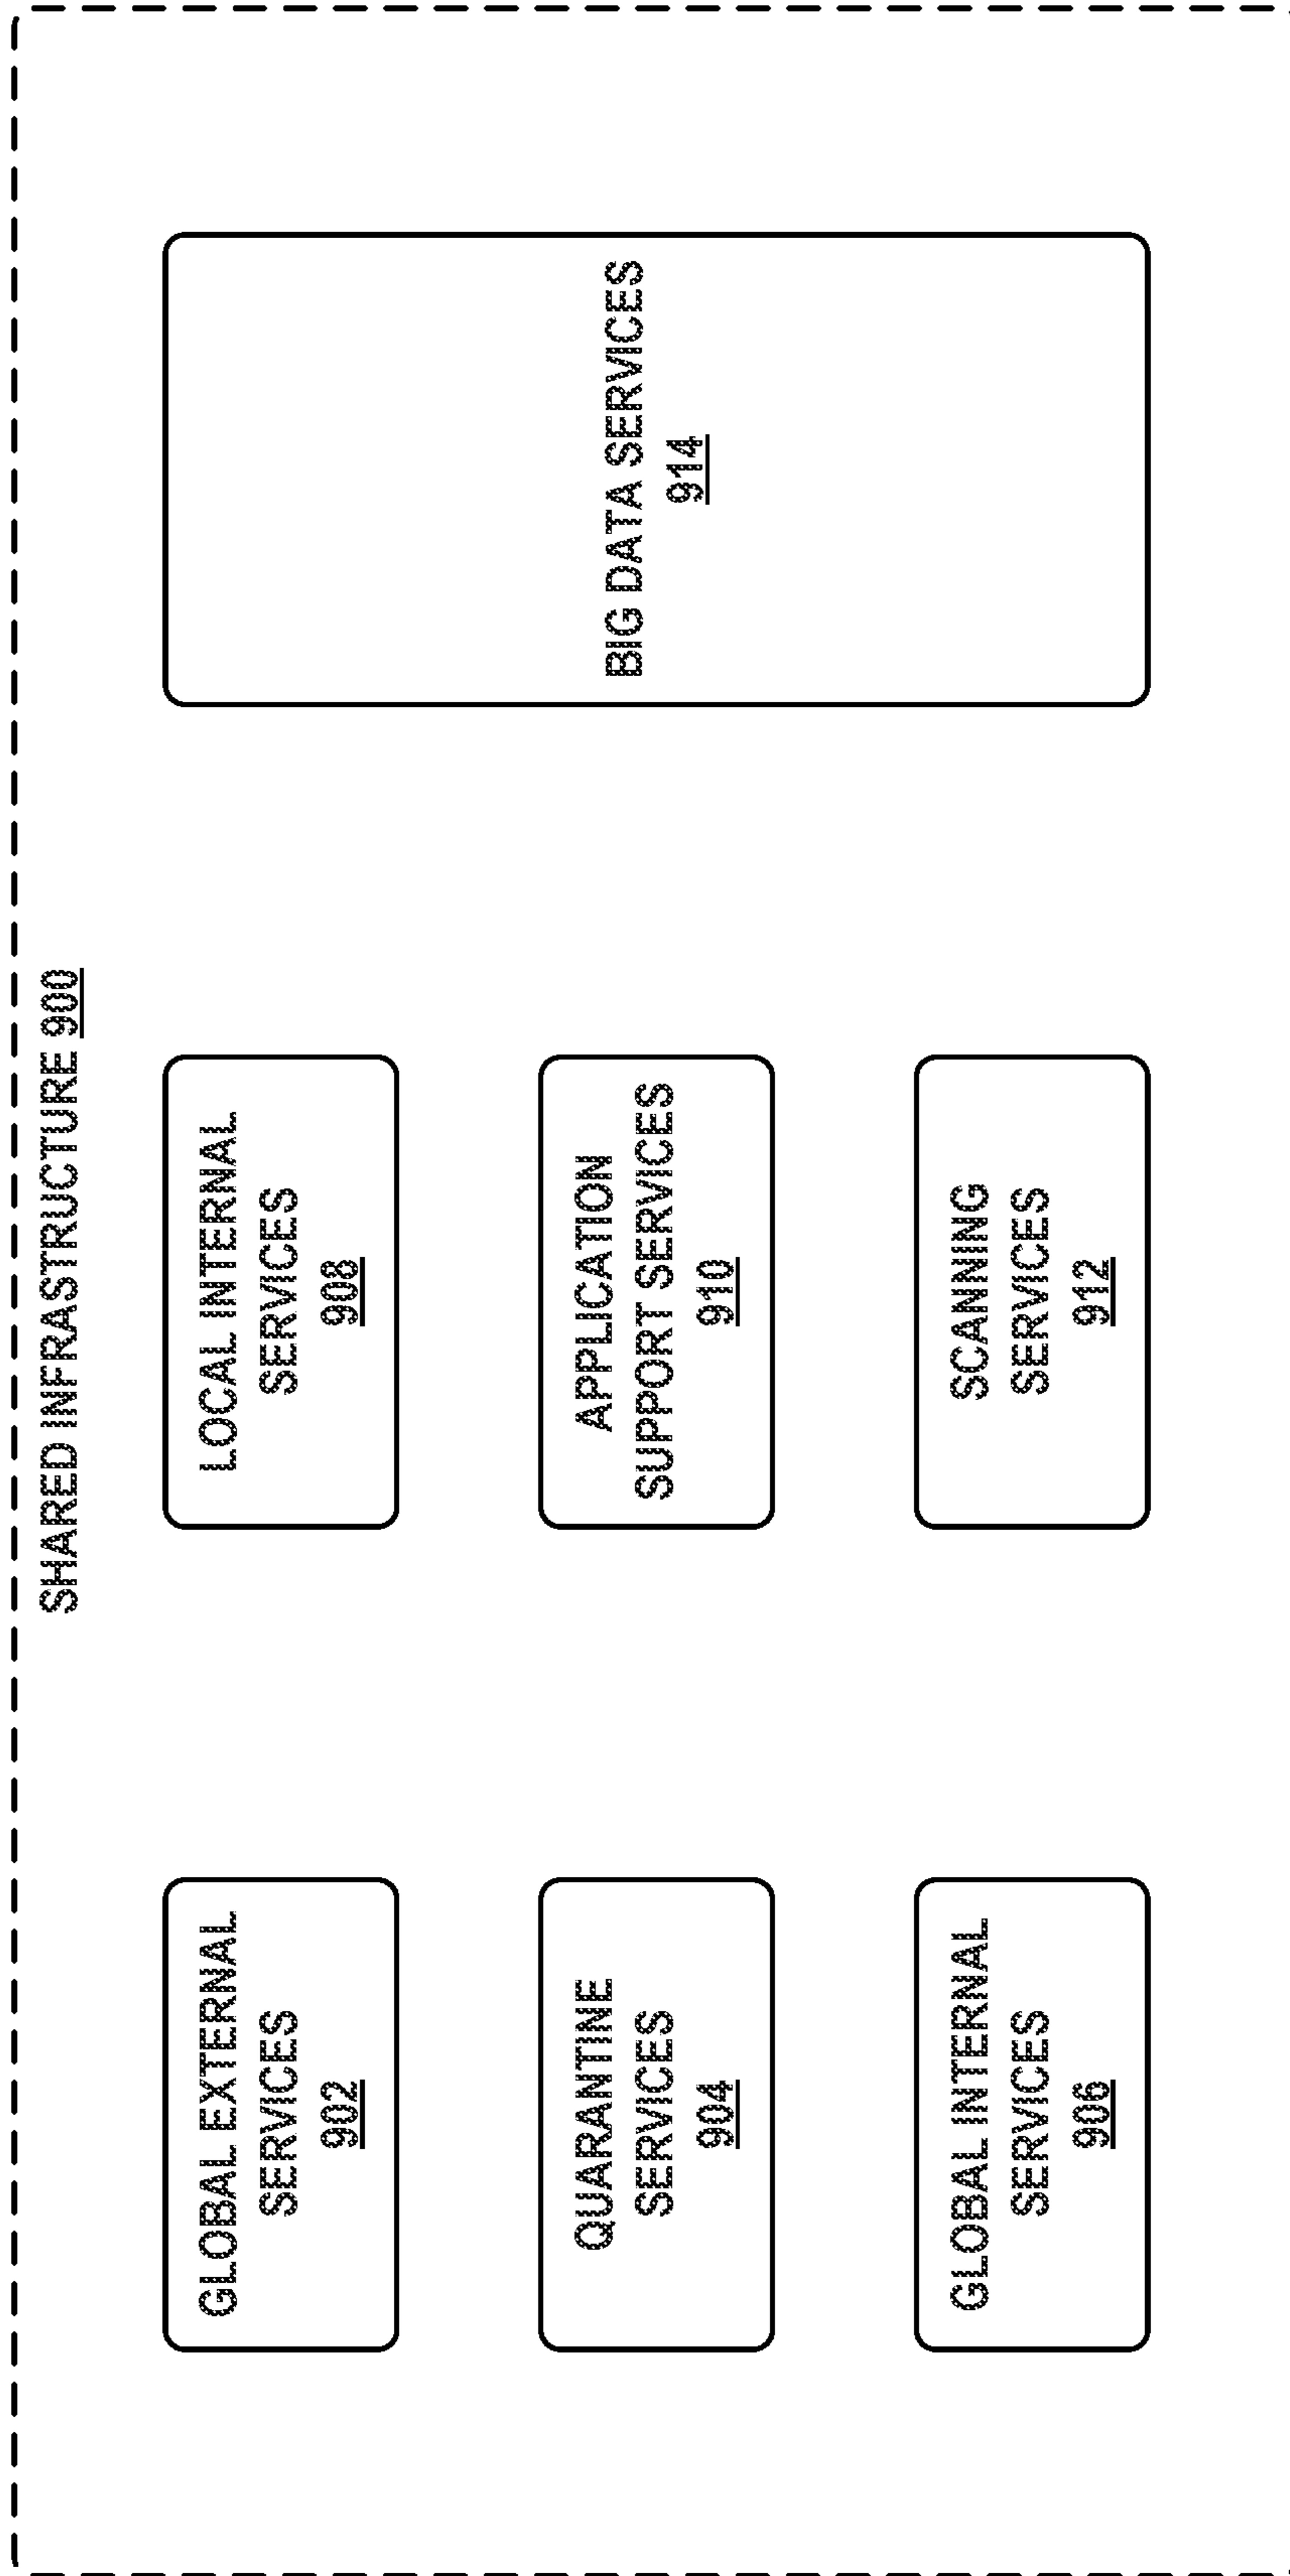 SHARED INFRASTRUCTURE 900
GLOBAL EXTERNAL
SERVICES
902
QUARANTINE
SERVICES
904
GLOBAL INTERNAL
SERVICES
906
LOCAL INTERNAL
SERVICES
908
APPLICATION
SUPPORT SERVICES
910
SCANNING
SERVICES
912
BIG DATA SERVICES
914